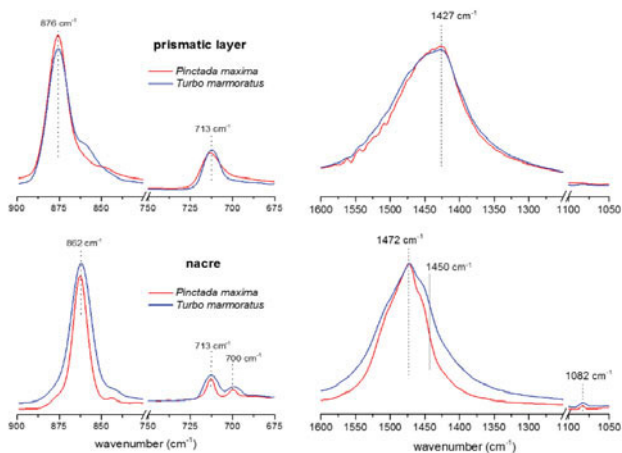 876 cm⁻¹
prismatic layer
Pinctada maxima
Turbo marmoratus
713 cm⁻¹
900 875 850 750 725 700 675
1427 cm⁻¹
1600 1550 1500 1450 1400 1350 1300 1100 1050
862 cm⁻¹
nacre
Pinctada maxima
Turbo marmoratus
713 cm⁻¹
700 cm⁻¹
900 875 850 750 725 700 675
wavenumber (cm⁻¹)
1472 cm⁻¹
1450 cm⁻¹
1082 cm⁻¹
1600 1550 1500 1450 1400 1350 1300 1100 1050
wavenumber (cm⁻¹)